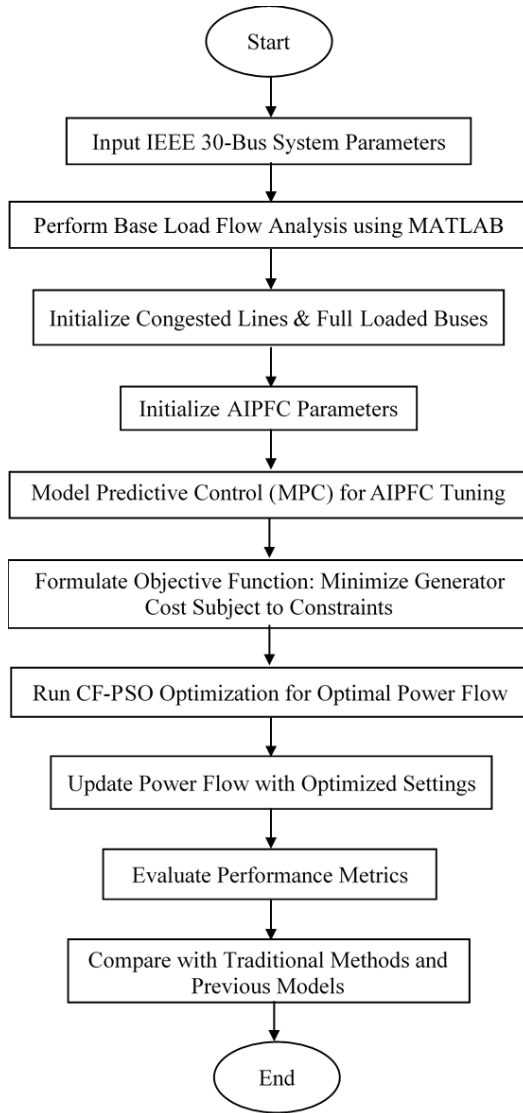 Start
Input IEEE 30-Bus System Parameters
Perform Base Load Flow Analysis using MATLAB
Initialize Congested Lines & Full Loaded Buses
Initialize AIPFC Parameters
Model Predictive Control (MPC) for AIPFC Tuning
Formulate Objective Function: Minimize Generator
Cost Subject to Constraints
Run CF-PSO Optimization for Optimal Power Flow
Update Power Flow with Optimized Settings
Evaluate Performance Metrics
Compare with Traditional Methods and
Previous Models
End